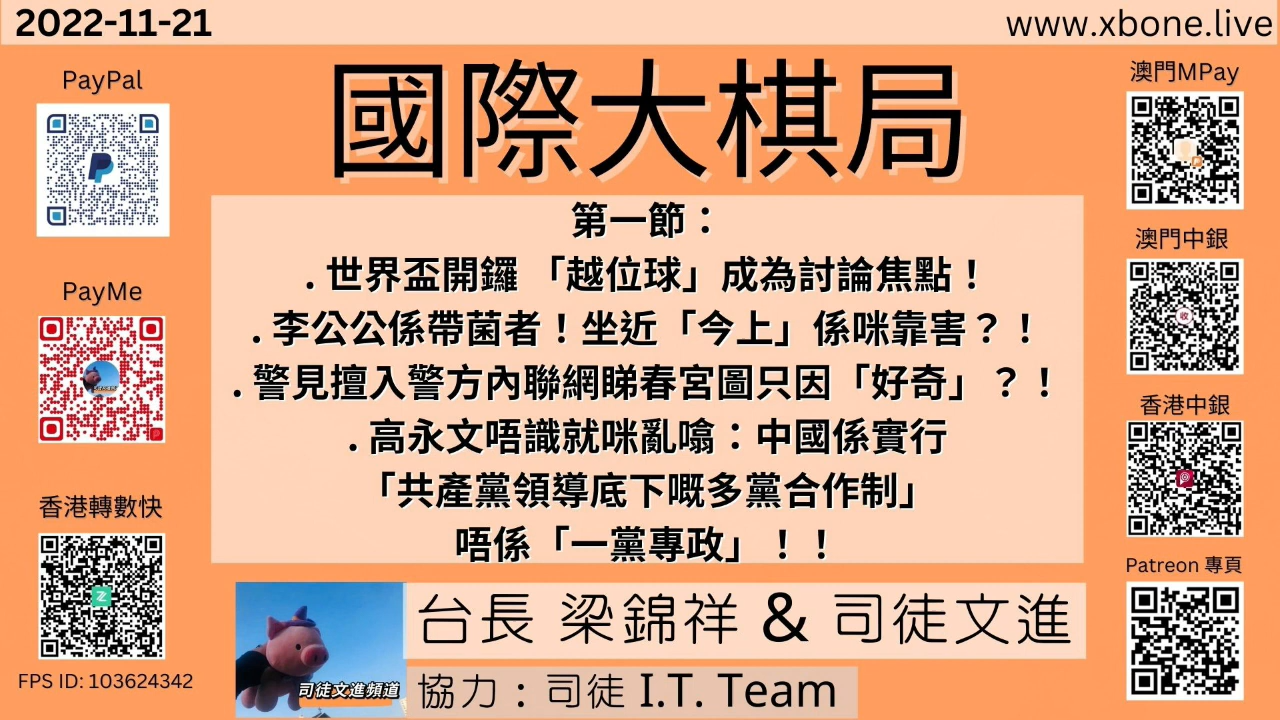 2022-11-21
www.xbone.live
國際大棋局
PayPal
PayMe
香港轉數快
FPS ID: 103624342
第一節：
. 世界盃開鑼 「越位球」成為討論焦點！
. 李公公係帶菌者！坐近「今上」係咪靠害？！
. 警見擅入警方內聯網睇春宮圖只因「好奇」？！
. 高永文唔識就咪亂噏：中國係實行
「共產黨領導底下嘅多黨合作制」
唔係「一黨專政」！！
澳門MPay
澳門中銀
收
香港中銀
Patreon 專頁
司徒文進頻道
台長 梁錦祥 & 司徒文進
協力：司徒 I.T. Team